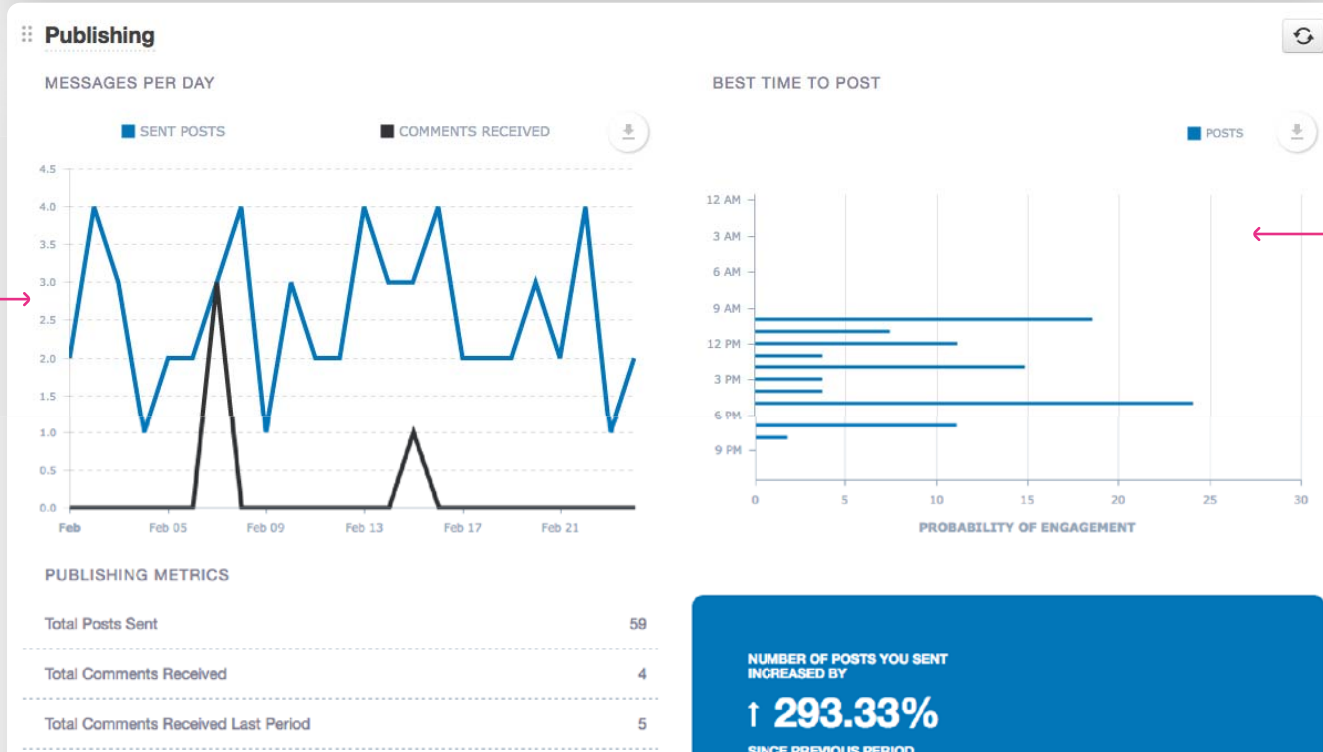 Publishing
MESSAGES PER DAY
SENT POSTS
COMMENTS RECEIVED
4.5
4.0
3.5
3.0
2.5
2.0
1.5
1.0
0.5
0.0
Feb
Feb 05
Feb 09
Feb 13
Feb 17
Feb 21
BEST TIME TO POST
POSTS
12 AM
3 AM
6 AM
9 AM
12 PM
3 PM
6 PM
9 PM
0
5
10
15
20
25
30
PROBABILITY OF ENGAGEMENT
PUBLISHING METRICS
Total Posts Sent 59
Total Comments Received 4
Total Comments Received Last Period 5
NUMBER OF POSTS YOU SENT
INCREASED BY
↑ 293.33%
SINCE PREVIOUS PERIOD